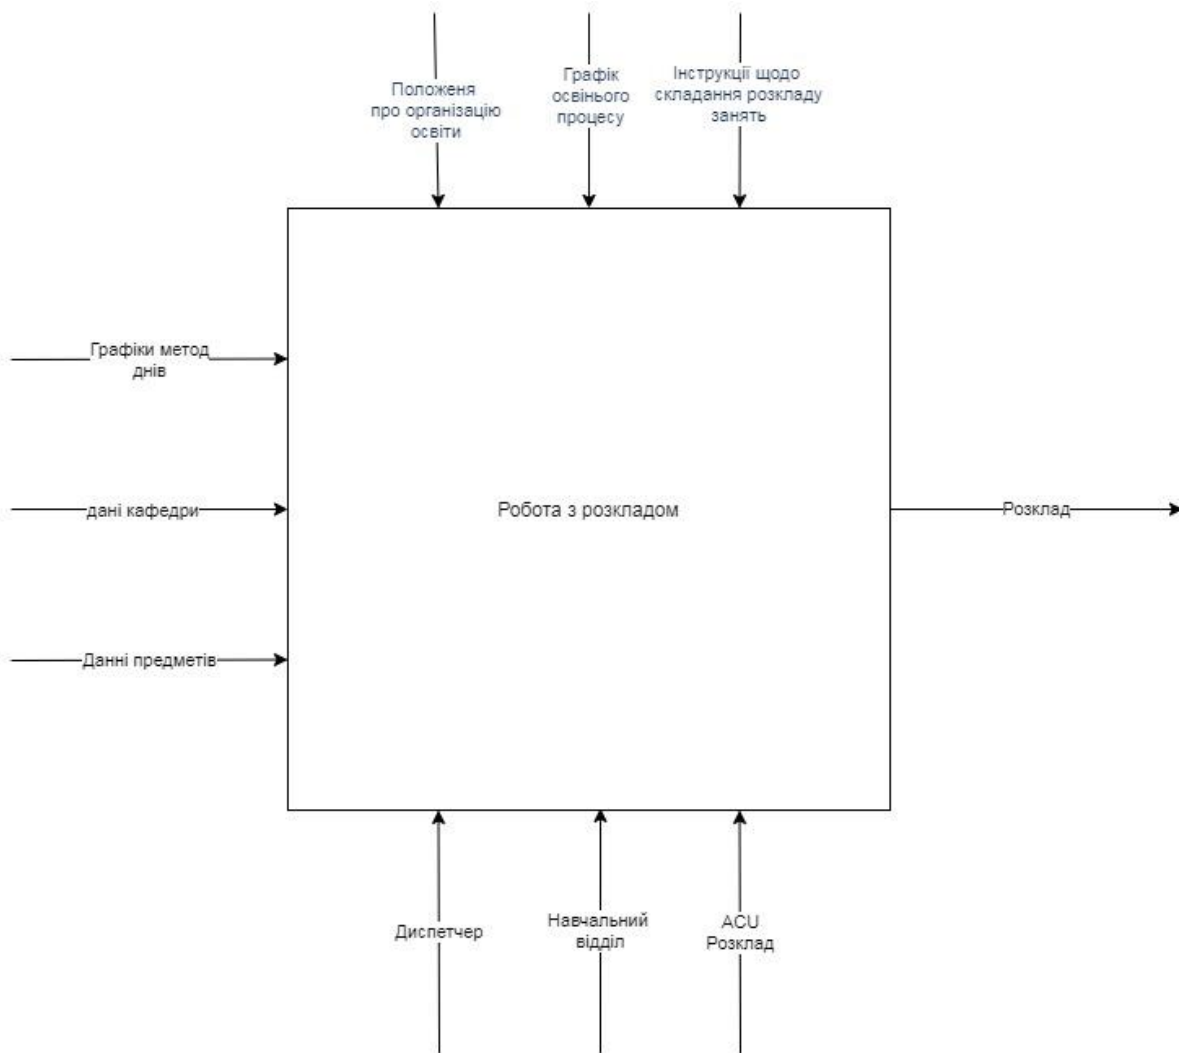 Положеня
про організацію
освіти
Графік
освінього
процесу
Інструкції щодо
складання розкладу
занять
Графіки метод
днів
дані кафедри
Робота з розкладом
Розклад
Данні предметів
Диспетчер
Навчальний
відділ
ACU
Розклад